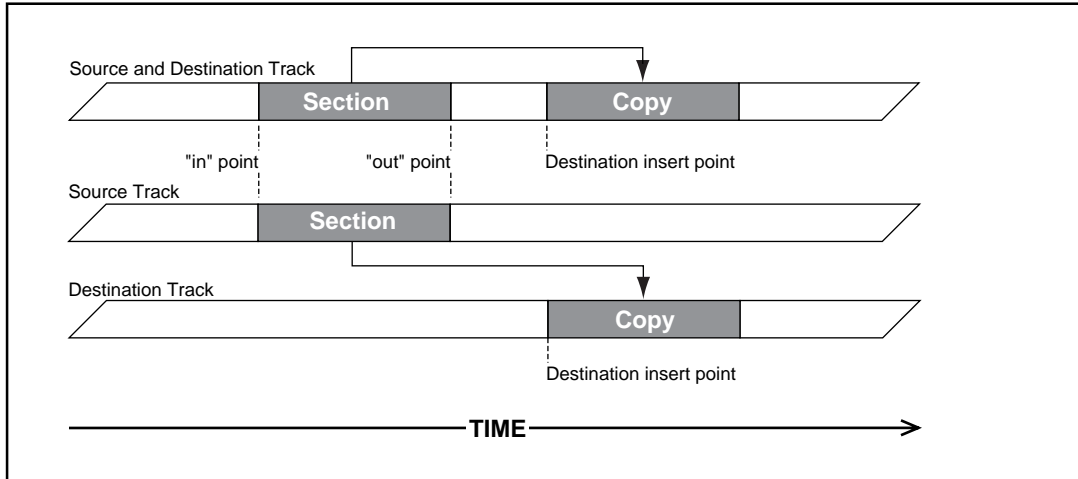 Source and Destination Track
Section
Copy
"in" point
"out" point
Destination insert point
Source Track
Section
Destination Track
Copy
Destination insert point
TIME